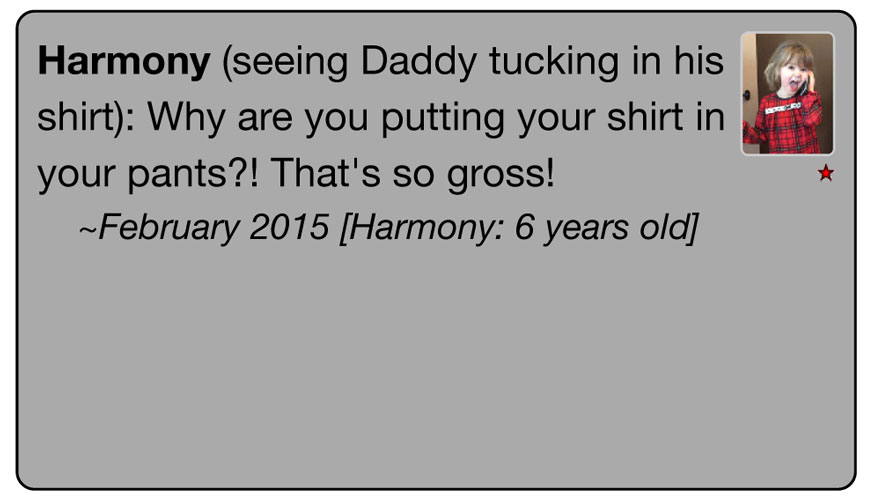 Harmony (seeing Daddy tucking in his
shirt): Why are you putting your shirt in
your pants?! That's so gross!
~February 2015 [Harmony: 6 years old]